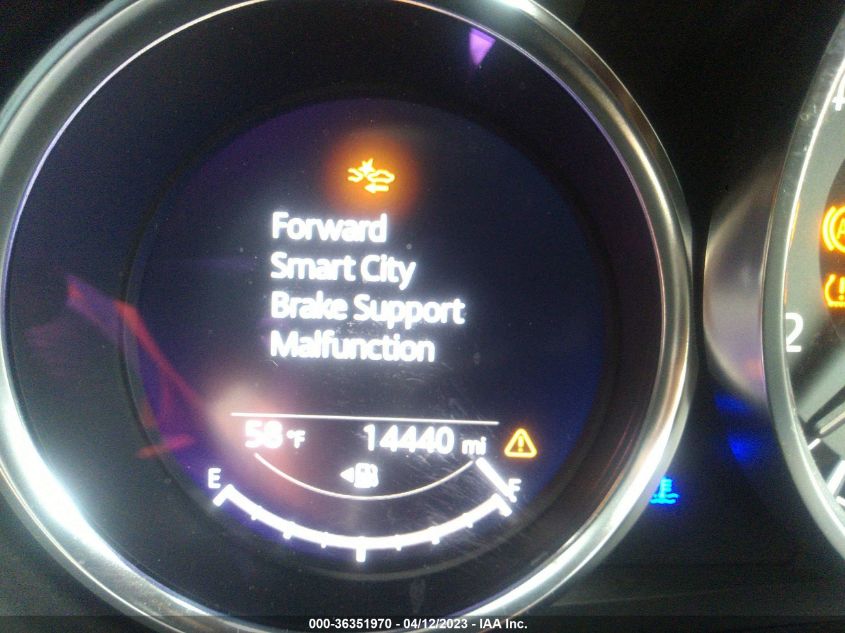 Forward
Smart City
Brake Support
Malfunction
58 °F 14440 mi
E F
2
000-36351970 - 04/12/2023 - IAA Inc.